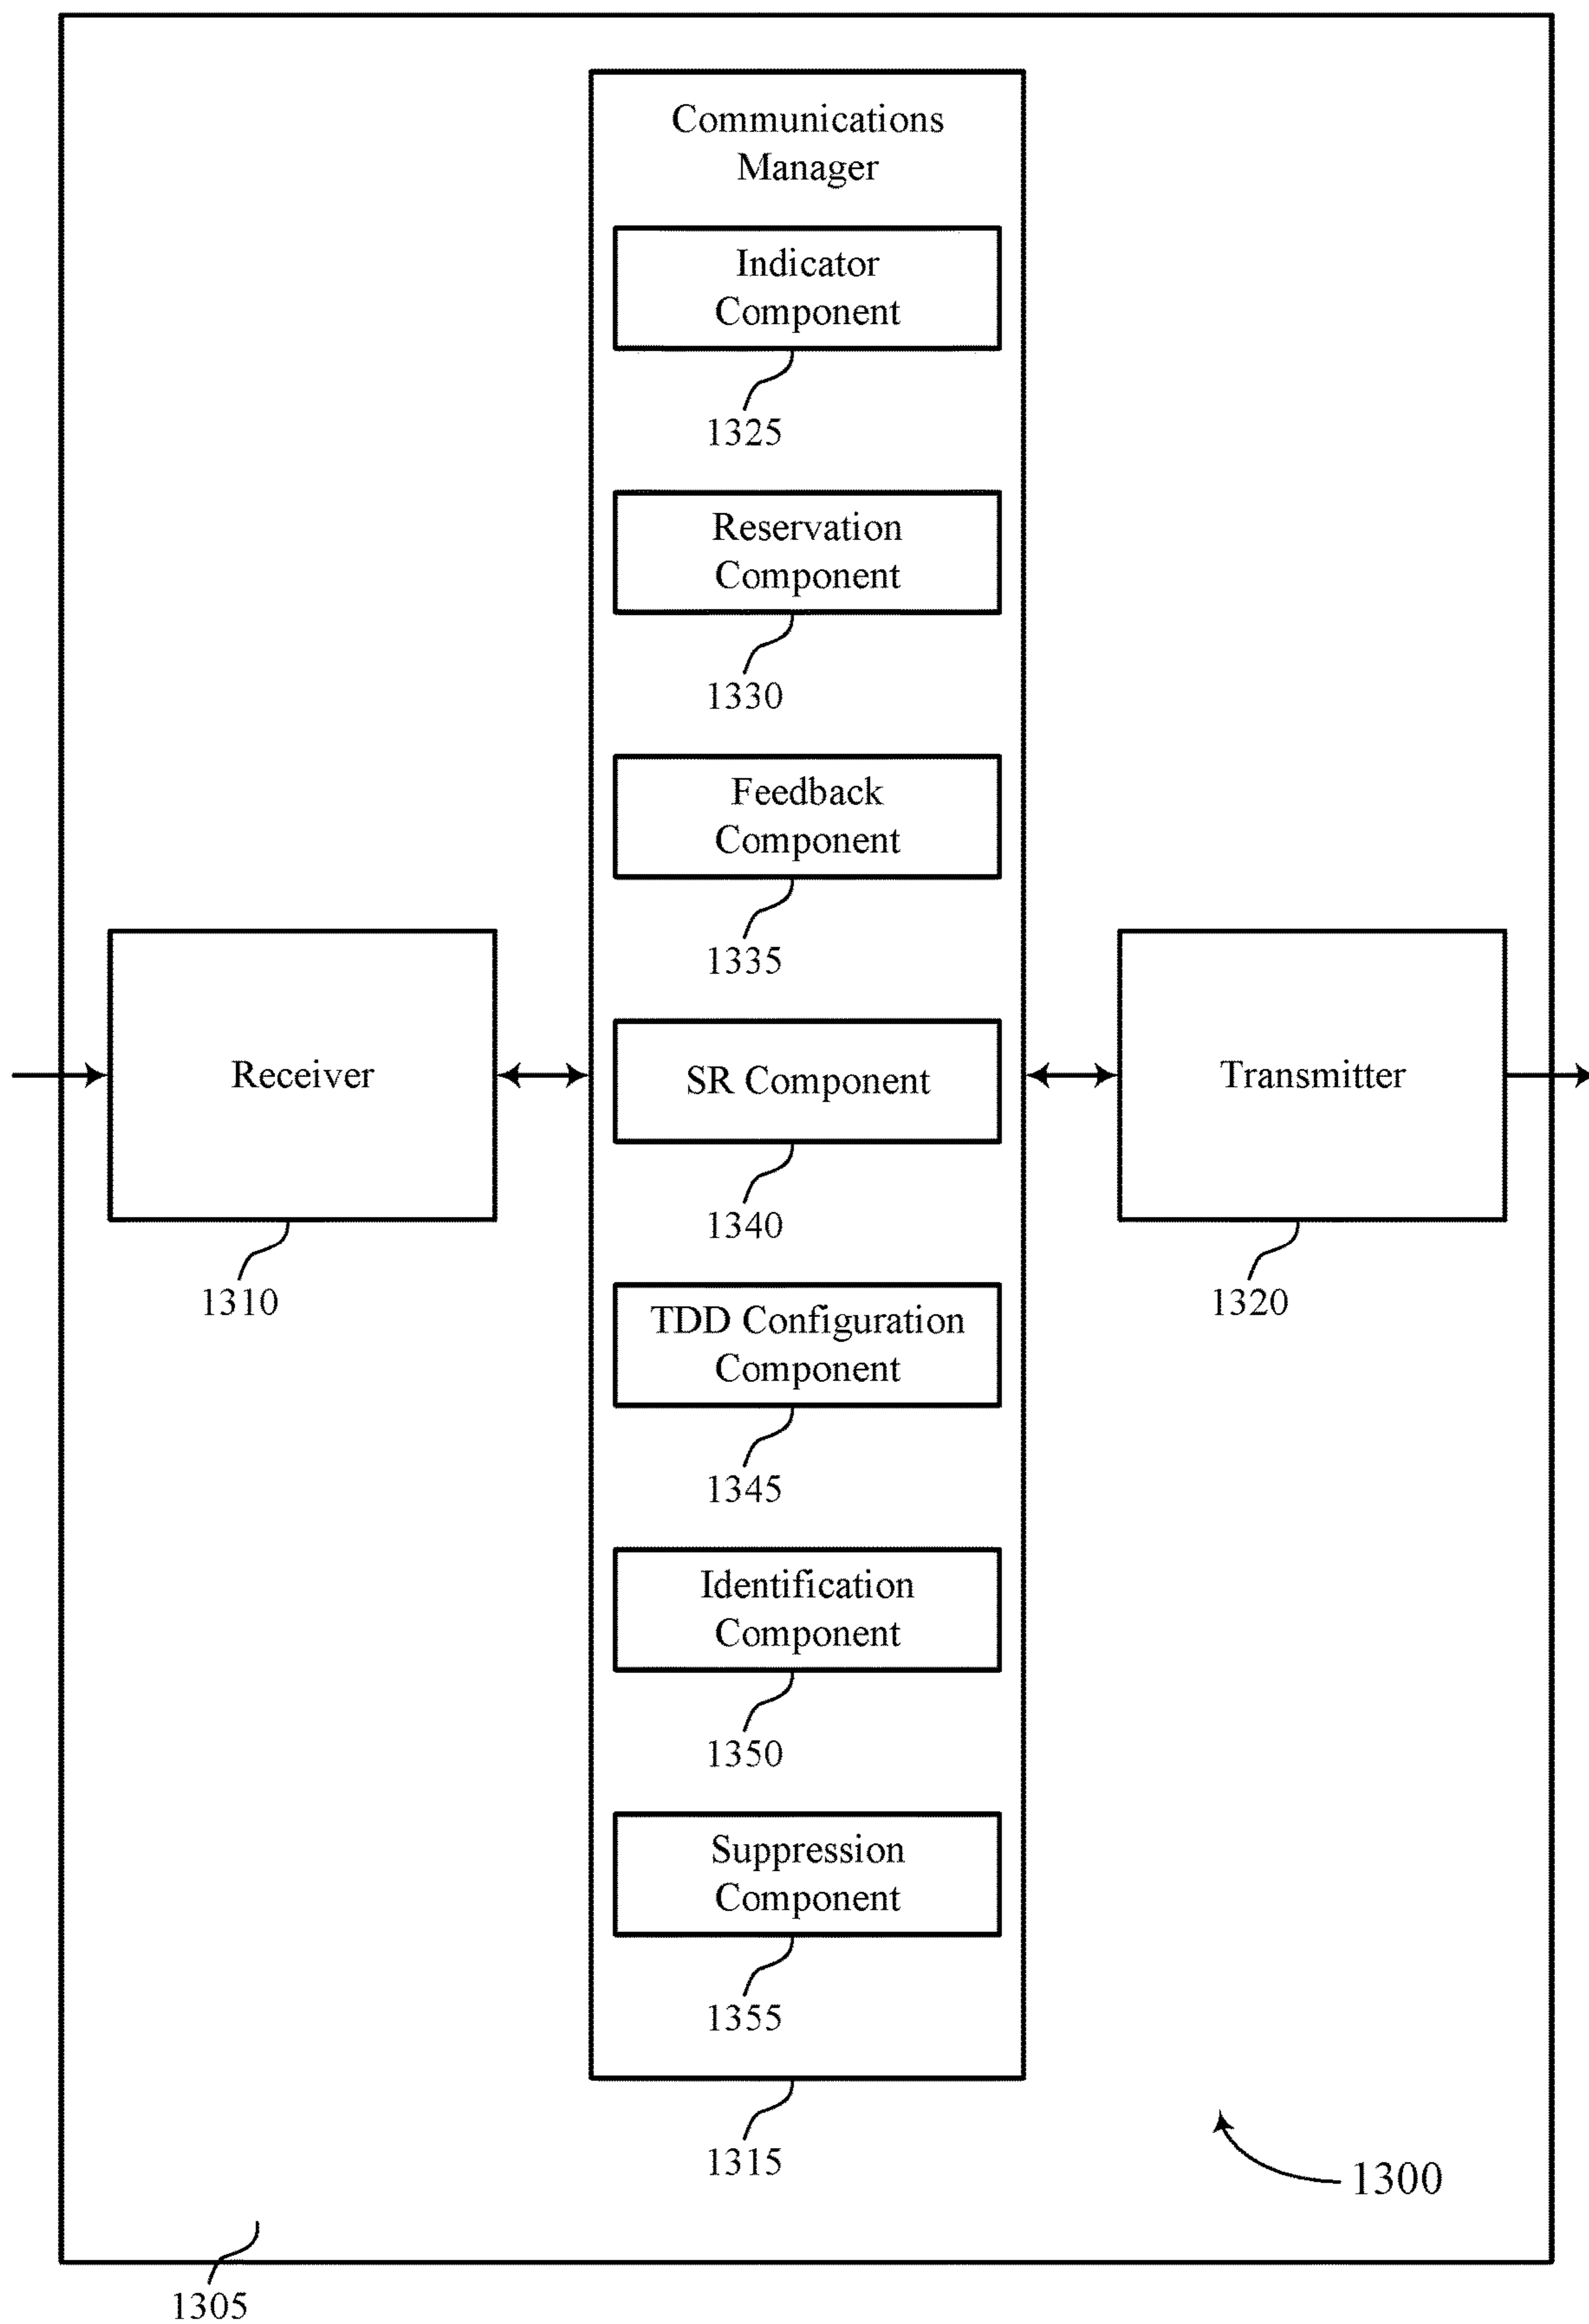 Communications
Manager
Indicator
Component
1325
Reservation
Component
1330
Feedback
Component
1335
Receiver
1310
SR Component
1340
Transmitter
1320
TDD Configuration
Component
1345
Identification
Component
1350
Suppression
Component
1355
1315
1300
1305